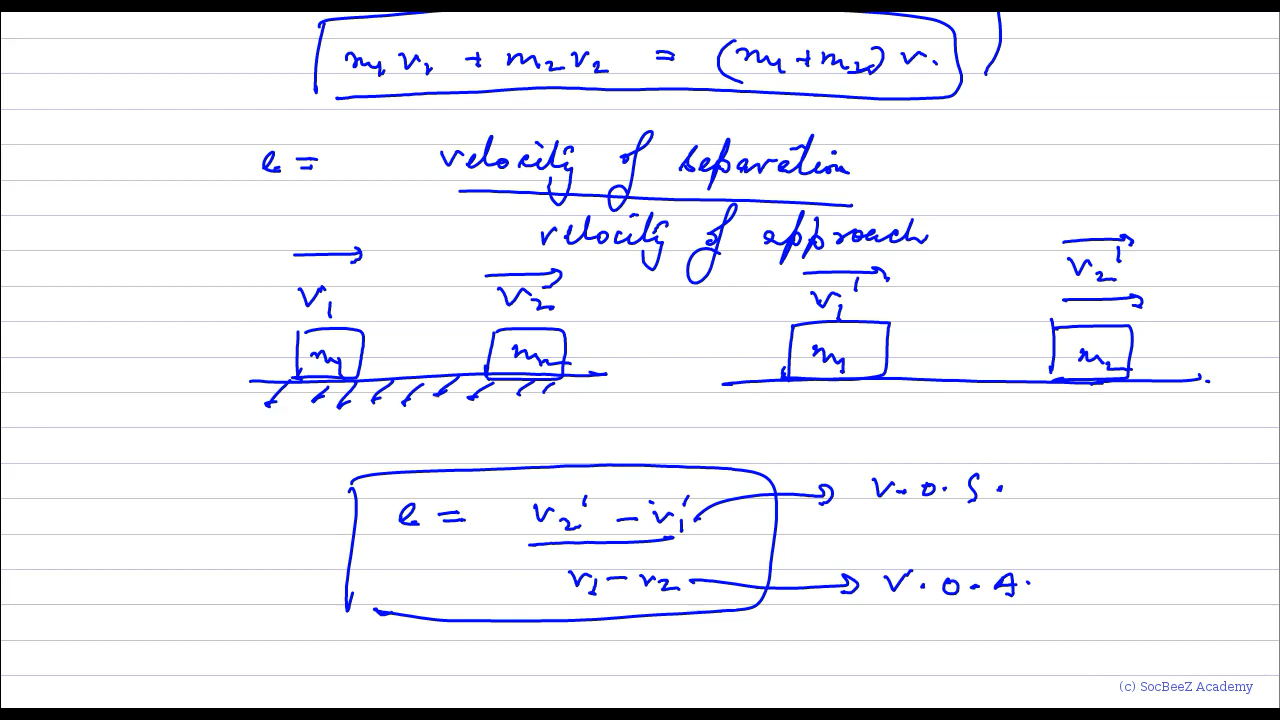 m₁ v₁ + m₂ v₂ = (m₁ + m₂) v.
e = velocity of separation
velocity of approach
v₁ v₂ v₁' v₂'
m₁ m₂ m₁ m₂
e = v₂' - v₁' → V.O.S.
v₁ - v₂ → V.O.A.
(c) SocBeeZ Academy